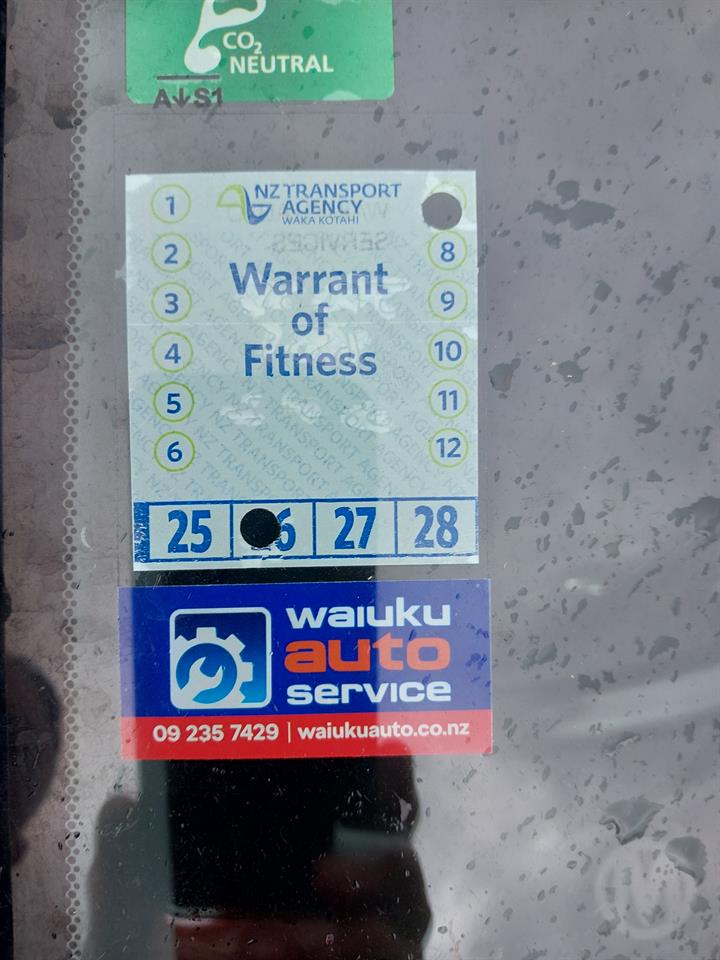 CO2
NEUTRAL
A↓S1
NZ TRANSPORT
AGENCY
WAKA KOTAHI
Warrant
of
Fitness
1
2
3
4
5
6
8
9
10
11
12
25 6 27 28
waiuku
auto
service
09 235 7429 | waiukuauto.co.nz